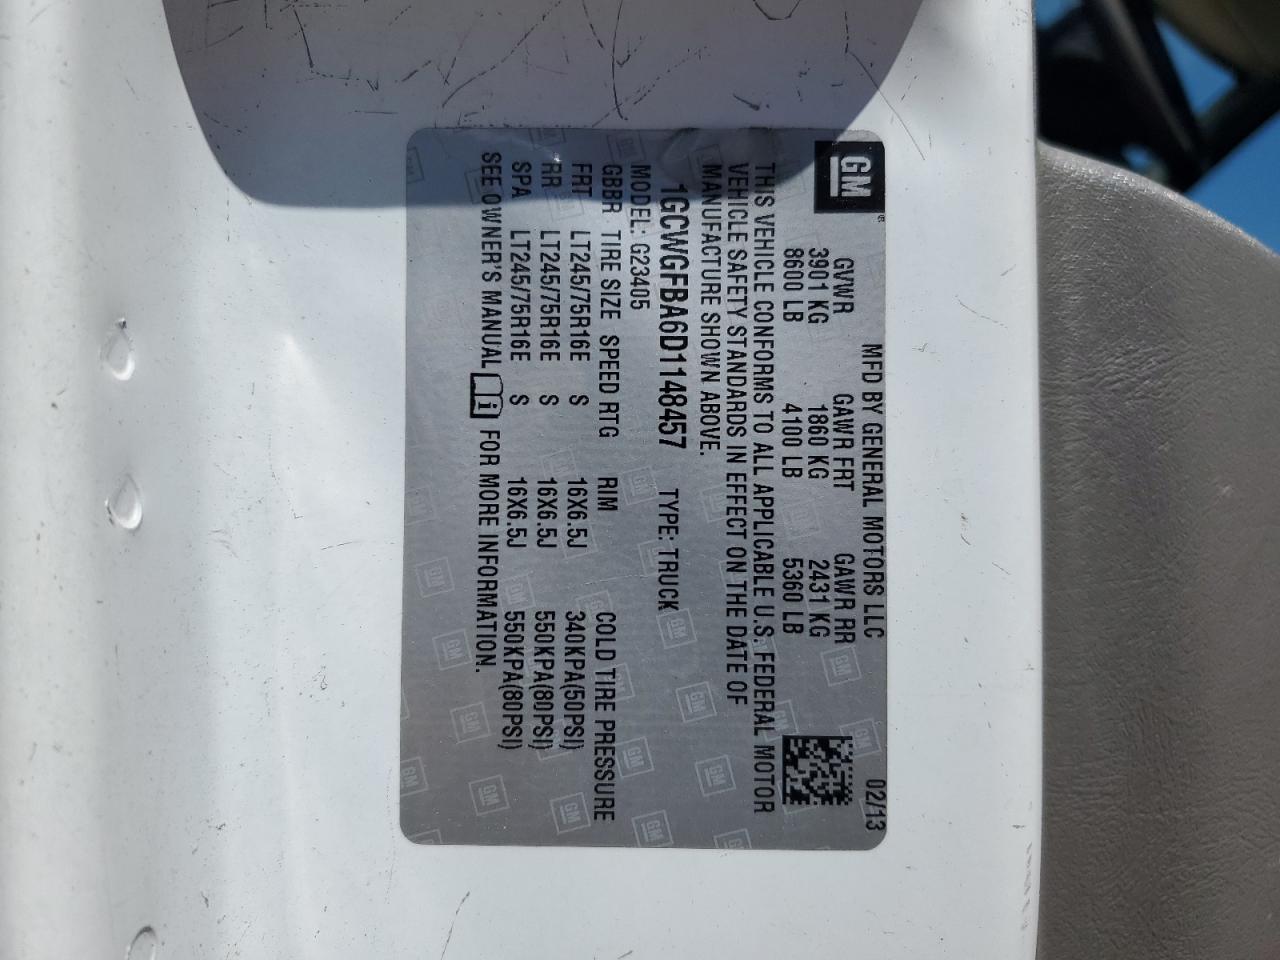 GM
MFD BY GENERAL MOTORS LLC 02/13
GVWR GAWR FRT GAWR RR
3901 KG 1860 KG 2431 KG
8600 LB 4100 LB 5360 LB
THIS VEHICLE CONFORMS TO ALL APPLICABLE U.S. FEDERAL MOTOR
VEHICLE SAFETY STANDARDS IN EFFECT ON THE DATE OF
MANUFACTURE SHOWN ABOVE.
1GCWGFBA6D1148457 TYPE: TRUCK
MODEL: G23405
GBBR TIRE SIZE SPEED RTG RIM COLD TIRE PRESSURE
FRT LT245/75R16E S 16X6.5J 340KPA(50PSI)
RR LT245/75R16E S 16X6.5J 550KPA(80PSI)
SPA LT245/75R16E S 16X6.5J 550KPA(80PSI)
SEE OWNER'S MANUAL i FOR MORE INFORMATION.